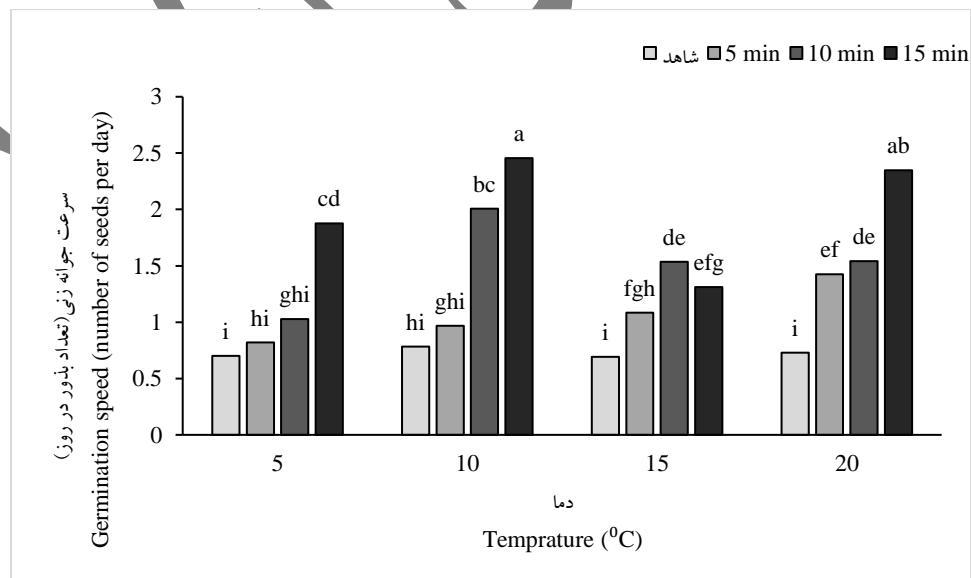 شاهد 5 min 10 min 15 min
سرعت جوانه زنی (تعداد بذور در روز)
Germination speed (number of seeds per day)
3
2.5
2
1.5
1
0.5
0
i hi ghi cd
hi ghi bc a
i fgh de efg
i ef de ab
5 10 15 20
دما
Temprature (⁰C)